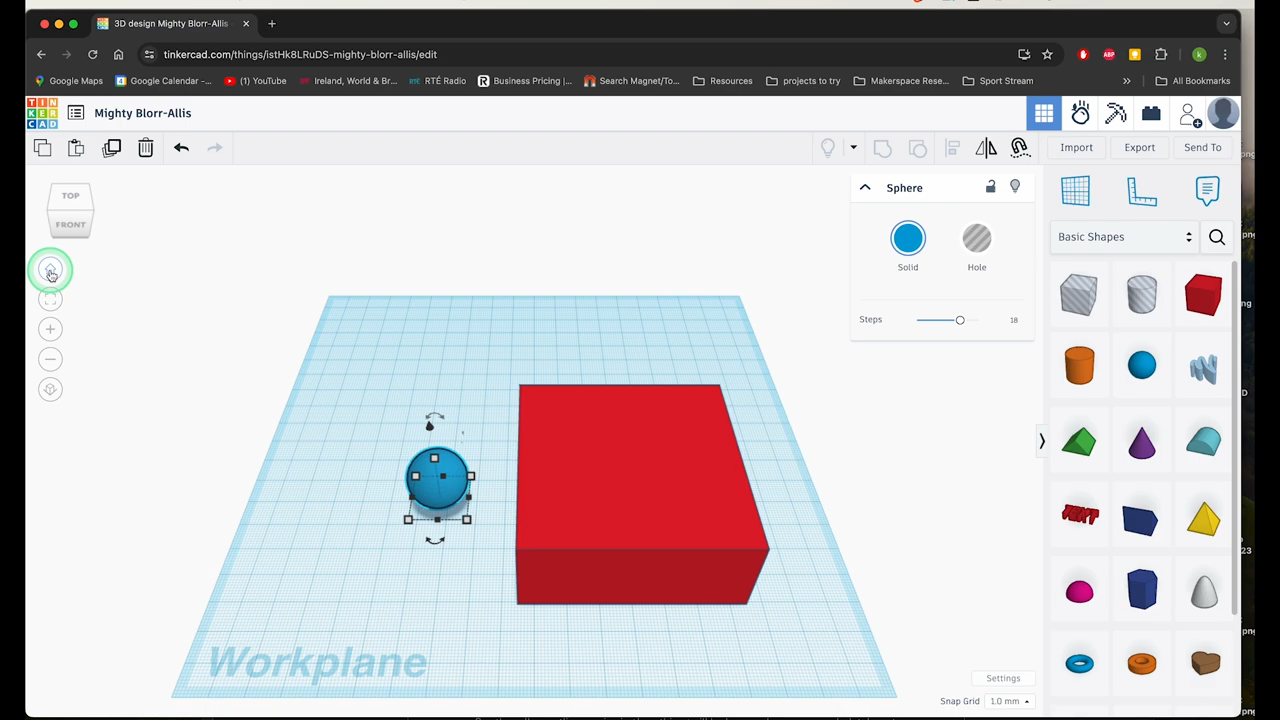 3D design Mighty Blorr-Allis
tinkercad.com/things/istHk8LRuDS-mighty-blorr-allis/edit
k
Google Maps
Google Calendar -...
(1) YouTube
Ireland, World & Br...
RTÉ Radio
Business Pricing |...
Search Magnet/To...
Resources
projects to try
Makerspace Rese...
Sport Stream
»
All Bookmarks
TIN
KER
CAD
Mighty Blorr-Allis
Import
Export
Send To
TOP
FRONT
Sphere
Solid
Hole
Steps
18
Basic Shapes
TEXT
Workplane
Settings
Snap Grid
1.0 mm